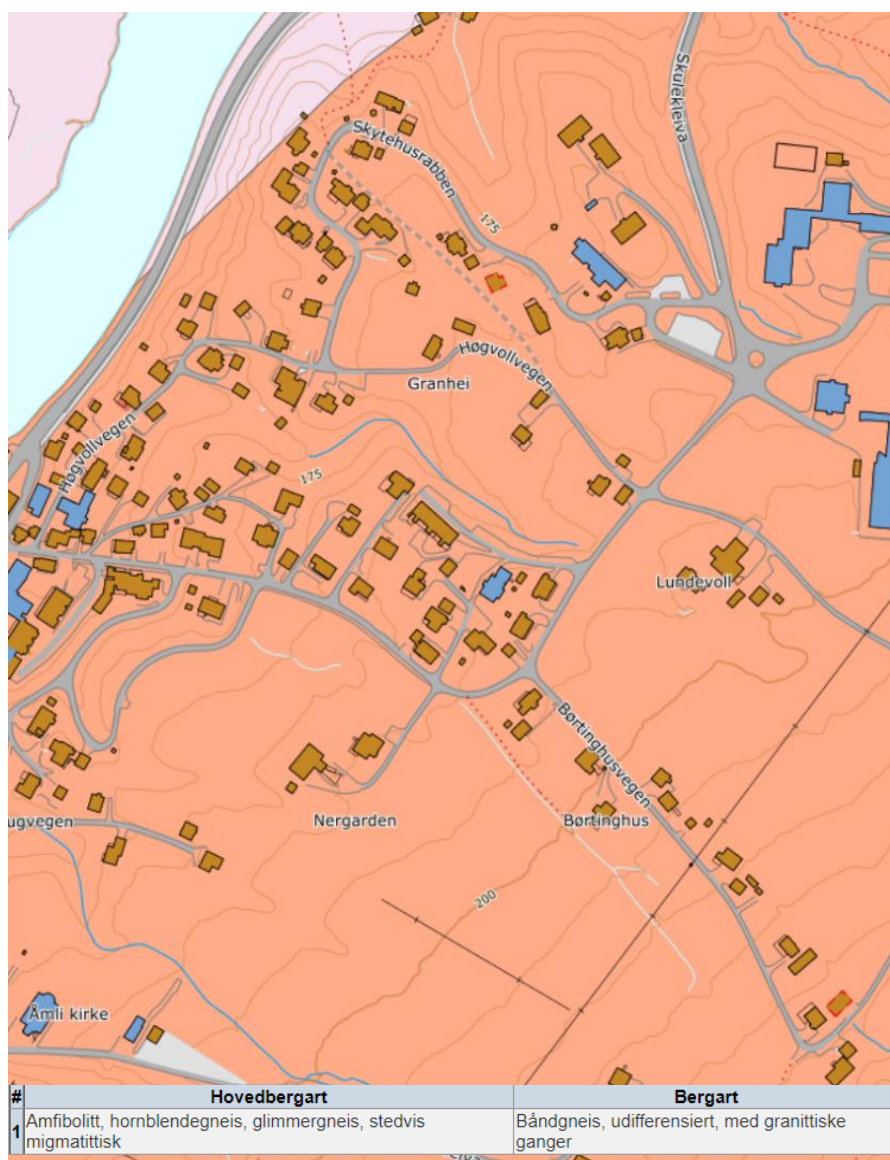 Skulekleiva
Skytehusrabben
175
Høgvollvegen
Granhei
Høgvollvegen
175
Lundevoll
Børtinghusvegen
ugvegen
Nergarden
Børtinghus
200
Åmli kirke
# Hovedbergart Bergart
1 Amfibolitt, hornblendegneis, glimmergneis, stedvis migmatittisk Båndgneis, udifferensiert, med granittiske ganger